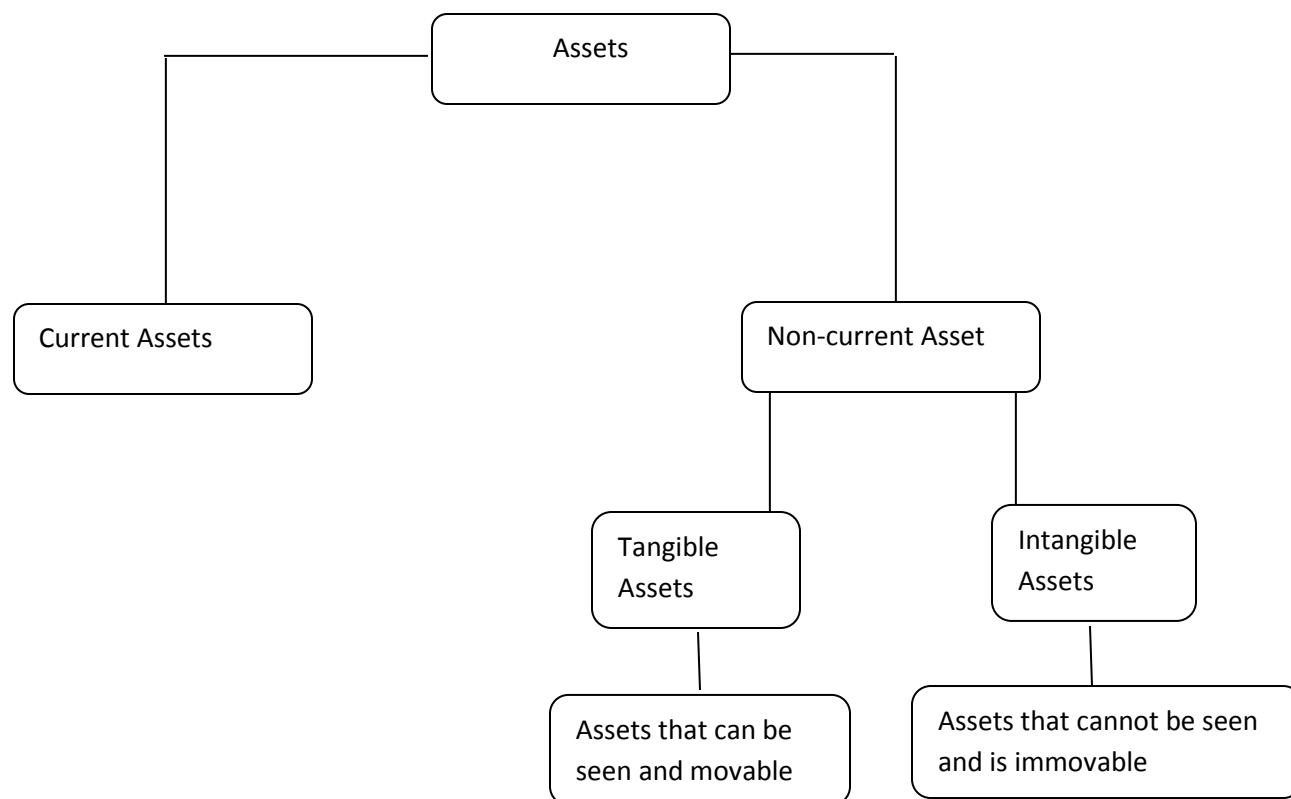 Assets
Current Assets
Non-current Asset
Tangible
Assets
Intangible
Assets
Assets that can be
seen and movable
Assets that cannot be seen
and is immovable